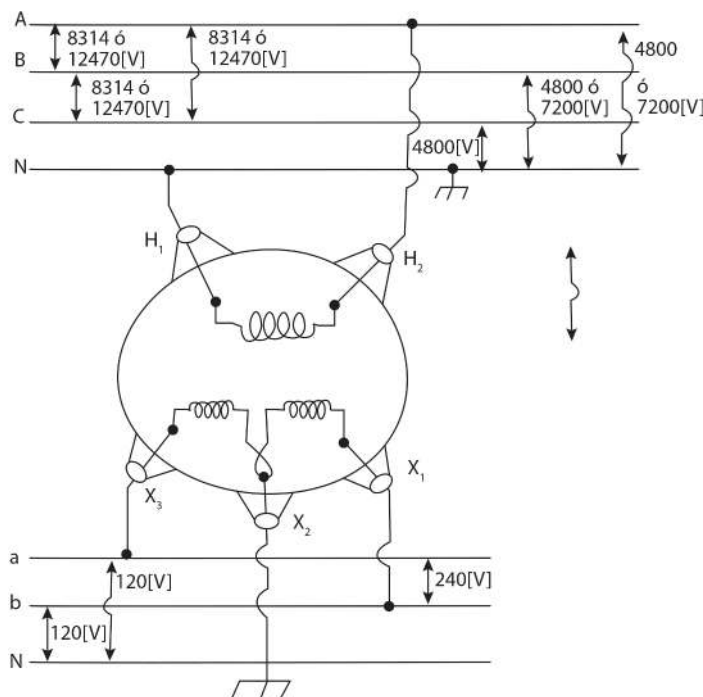 A
8314 ó
12470[V]
8314 ó
12470[V]
4800
B
8314 ó
12470[V]
4800 ó
7200[V]
ó
7200[V]
C
4800[V]
N
H1
H2
X3
X2
X1
a
120[V]
240[V]
b
120[V]
N